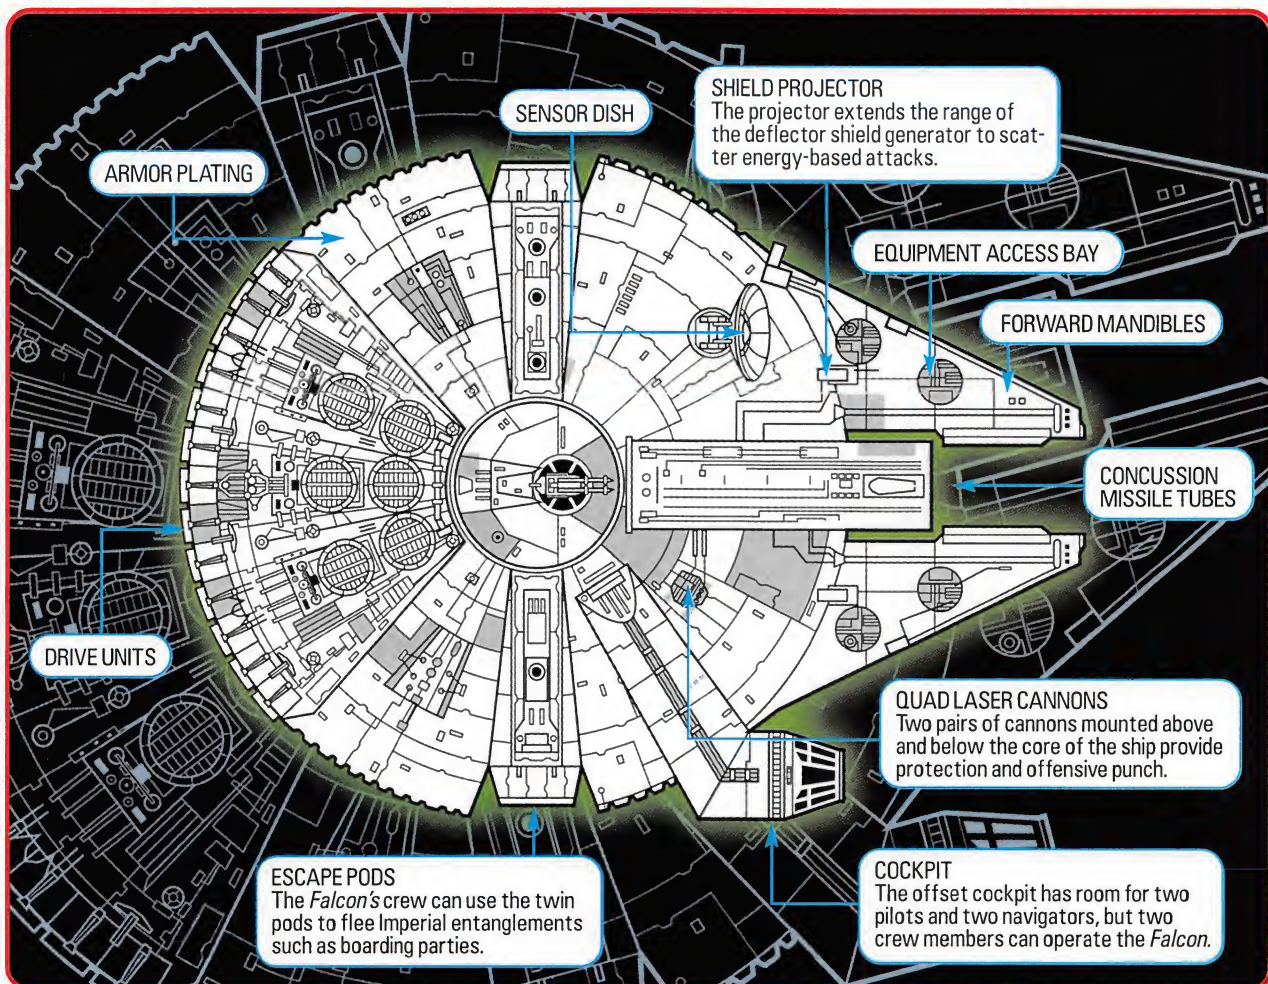 SHIELD PROJECTOR
The projector extends the range of
the deflector shield generator to scat-
ter energy-based attacks.
SENSOR DISH
ARMOR PLATING
EQUIPMENT ACCESS BAY
FORWARD MANDIBLES
CONCUSSION
MISSILE TUBES
DRIVE UNITS
QUAD LASER CANNONS
Two pairs of cannons mounted above
and below the core of the ship provide
protection and offensive punch.
ESCAPE PODS
The Falcon's crew can use the twin
pods to flee Imperial entanglements
such as boarding parties.
COCKPIT
The offset cockpit has room for two
pilots and two navigators, but two
crew members can operate the Falcon.